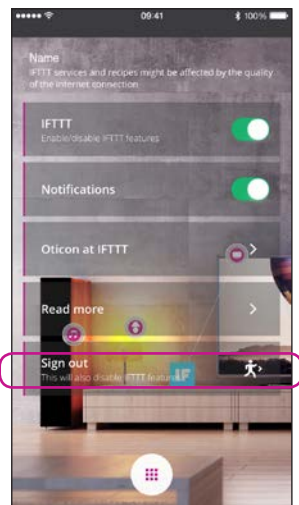 09:41
100%
Name
IFTTT services and recipes might be affected by the quality
of the internet connection
IFTTT
Enable/disable IFTTT features
Notifications
Oticon at IFTTT
Read more
Sign out
This will also disable IFTTT features
IF